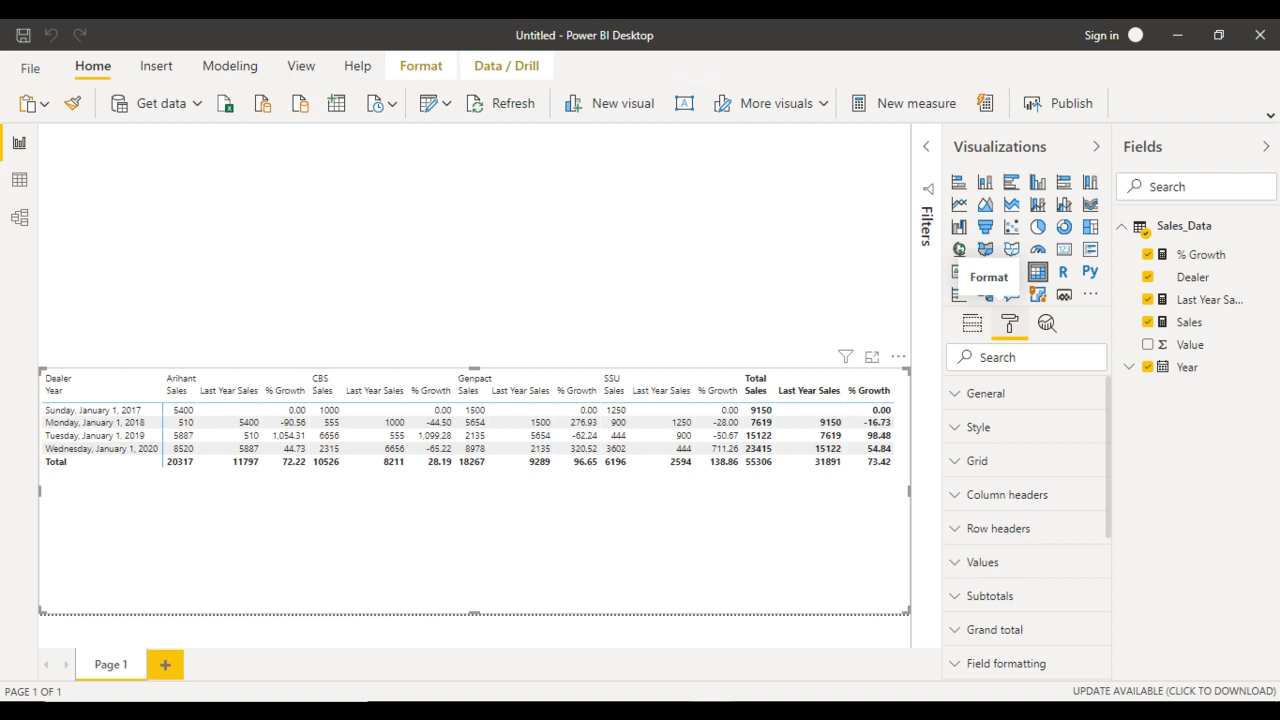 Untitled - Power BI Desktop
Sign in
File Home Insert Modeling View Help Format Data / Drill
Get data Refresh New visual A More visuals New measure Publish
Filters
Visualizations
R Py
Format
Search
General
Style
Grid
Column headers
Row headers
Values
Subtotals
Grand total
Field formatting
Fields
Search
Sales_Data
% Growth
Dealer
Last Year Sa...
Sales
Σ Value
Year
Dealer Arihant CBS Genpact SSU Total
Year Sales Last Year Sales % Growth Sales Last Year Sales % Growth Sales Last Year Sales % Growth Sales Last Year Sales % Growth Sales Last Year Sales % Growth
Sunday, January 1, 2017 5400 0.00 1000 0.00 1500 0.00 1250 0.00 9150 0.00
Monday, January 1, 2018 510 5400 -90.56 555 1000 -44.50 5654 1500 276.93 900 1250 -28.00 7619 9150 -16.73
Tuesday, January 1, 2019 5887 510 1,054.31 6656 555 1,099.28 2135 5654 -62.24 444 900 -50.67 15122 7619 98.48
Wednesday, January 1, 2020 8520 5887 44.73 2315 6656 -65.22 8978 2135 320.52 3602 444 711.26 23415 15122 54.84
Total 20317 11797 72.22 10526 8211 28.19 18267 9289 96.65 6196 2594 138.86 55306 31891 73.42
Page 1
PAGE 1 OF 1
UPDATE AVAILABLE (CLICK TO DOWNLOAD)